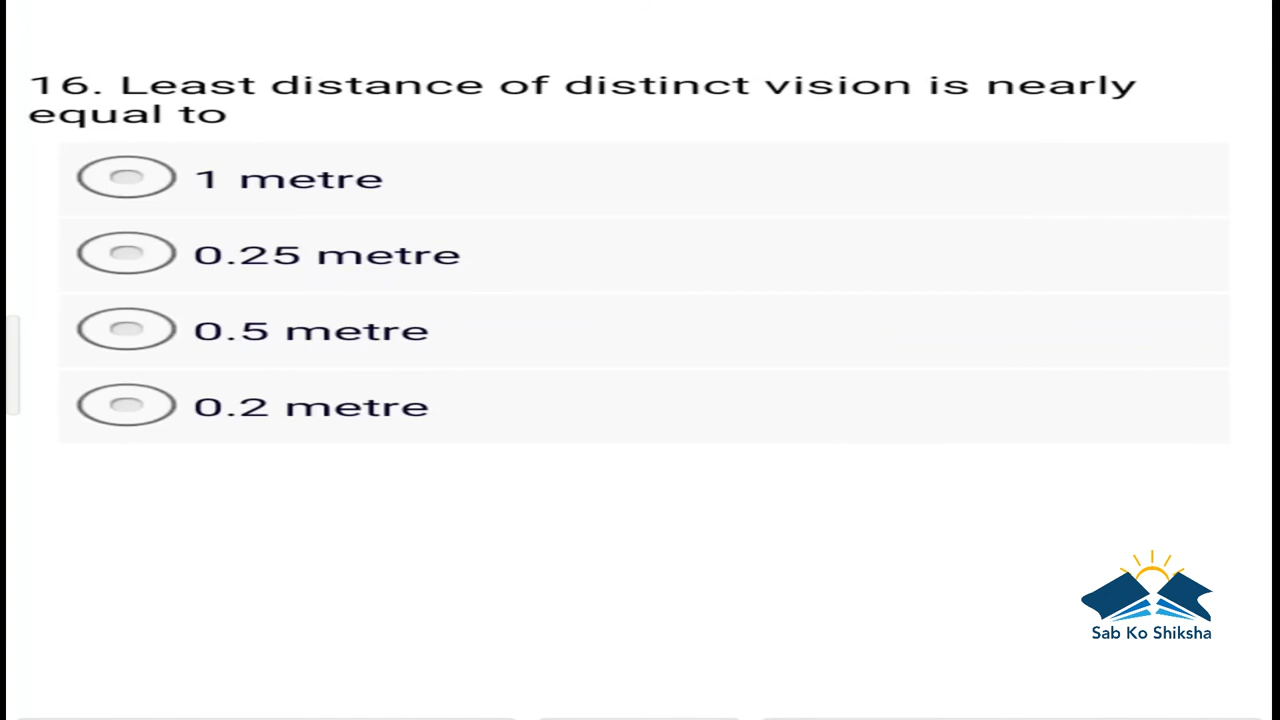 16. Least distance of distinct vision is nearly
equal to
1 metre
0.25 metre
0.5 metre
0.2 metre
Sab Ko Shiksha